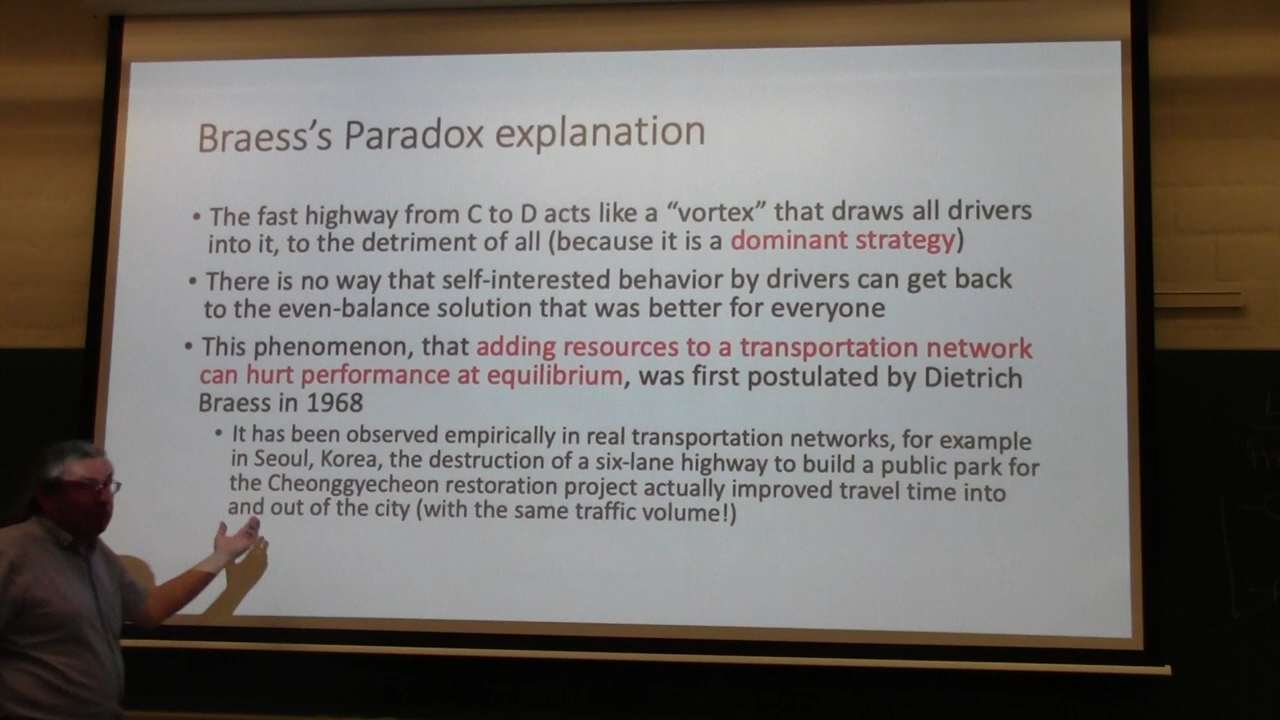 Braess's Paradox explanation
• The fast highway from C to D acts like a “vortex” that draws all drivers
into it, to the detriment of all (because it is a dominant strategy)
• There is no way that self-interested behavior by drivers can get back
to the even-balance solution that was better for everyone
• This phenomenon, that adding resources to a transportation network
can hurt performance at equilibrium, was first postulated by Dietrich
Braess in 1968
• It has been observed empirically in real transportation networks, for example
in Seoul, Korea, the destruction of a six-lane highway to build a public park for
the Cheonggyecheon restoration project actually improved travel time into
and out of the city (with the same traffic volume!)